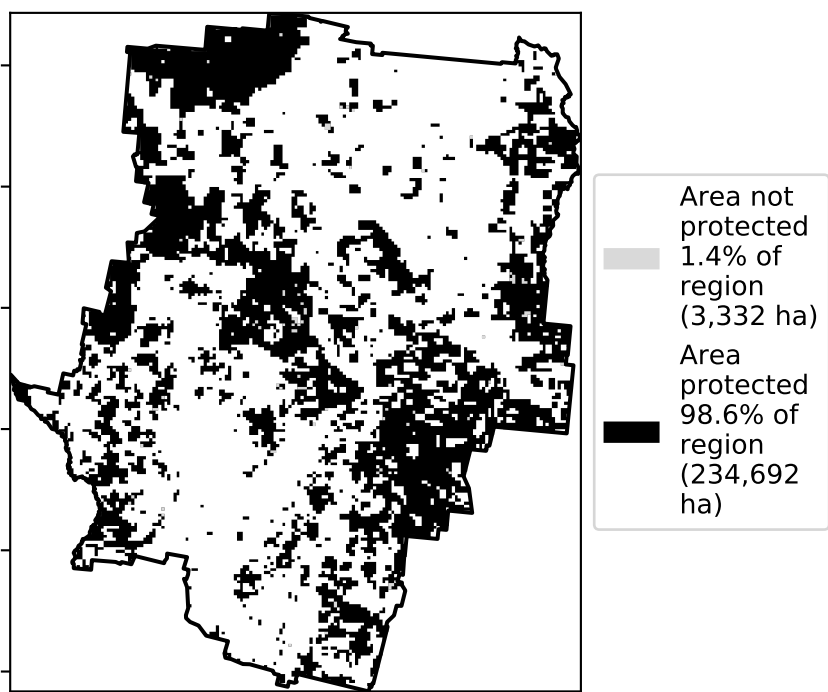 Area not
protected
1.4% of
region
(3,332 ha)
Area
protected
98.6% of
region
(234,692
ha)